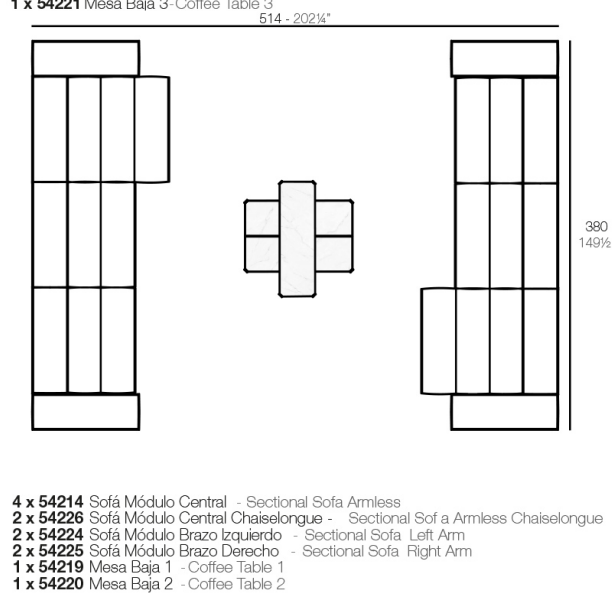 1 x 54221 Mesa Baja 3 - Coffee Table 3
514 - 202¼"
380
149½
4 x 54214 Sofá Módulo Central - Sectional Sofa Armless
2 x 54226 Sofá Módulo Central Chaiselongue - Sectional Sof a Armless Chaiselongue
2 x 54224 Sofá Módulo Brazo Izquierdo - Sectional Sofa Left Arm
2 x 54225 Sofá Módulo Brazo Derecho - Sectional Sofa Right Arm
1 x 54219 Mesa Baja 1 - Coffee Table 1
1 x 54220 Mesa Baja 2 - Coffee Table 2